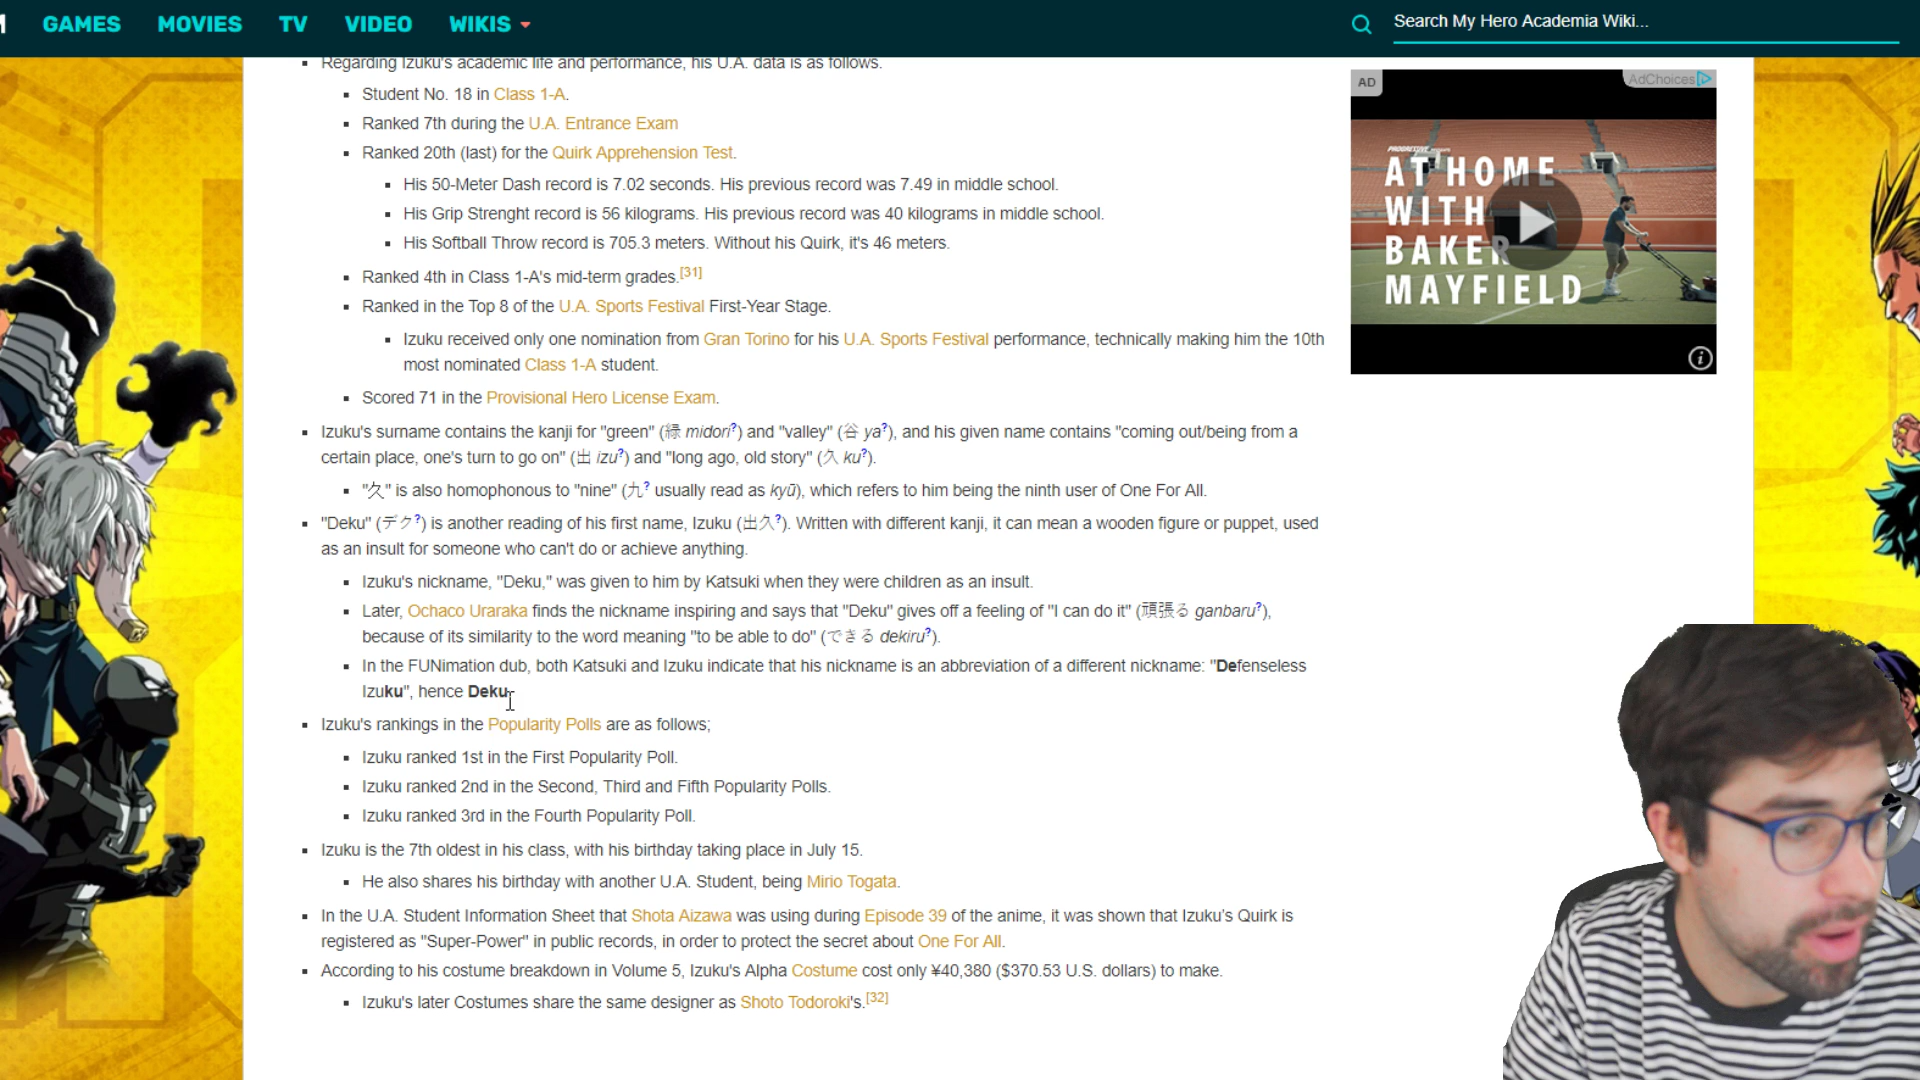 GAMES MOVIES TV VIDEO WIKIS
Search My Hero Academia Wiki...
Regarding Izuku's academic life and performance, his U.A. data is as follows.
Student No. 18 in Class 1-A.
Ranked 7th during the U.A. Entrance Exam
Ranked 20th (last) for the Quirk Apprehension Test.
His 50-Meter Dash record is 7.02 seconds. His previous record was 7.49 in middle school.
His Grip Strenght record is 56 kilograms. His previous record was 40 kilograms in middle school.
His Softball Throw record is 705.3 meters. Without his Quirk, it's 46 meters.
Ranked 4th in Class 1-A's mid-term grades.[31]
Ranked in the Top 8 of the U.A. Sports Festival First-Year Stage.
Izuku received only one nomination from Gran Torino for his U.A. Sports Festival performance, technically making him the 10th
most nominated Class 1-A student.
Scored 71 in the Provisional Hero License Exam.
Izuku's surname contains the kanji for "green" (緑 midori?) and "valley" (谷 ya?), and his given name contains "coming out/being from a
certain place, one's turn to go on" (出 izu?) and "long ago, old story" (久 ku?).
"久" is also homophonous to "nine" (九? usually read as kyū), which refers to him being the ninth user of One For All.
"Deku" (デク?) is another reading of his first name, Izuku (出久?). Written with different kanji, it can mean a wooden figure or puppet, used
as an insult for someone who can't do or achieve anything.
Izuku's nickname, "Deku," was given to him by Katsuki when they were children as an insult.
Later, Ochaco Uraraka finds the nickname inspiring and says that "Deku" gives off a feeling of "I can do it" (頑張る ganbaru?),
because of its similarity to the word meaning "to be able to do" (できる dekiru?).
In the FUNimation dub, both Katsuki and Izuku indicate that his nickname is an abbreviation of a different nickname: "Defenseless
Izuku", hence Deku.
Izuku's rankings in the Popularity Polls are as follows;
Izuku ranked 1st in the First Popularity Poll.
Izuku ranked 2nd in the Second, Third and Fifth Popularity Polls.
Izuku ranked 3rd in the Fourth Popularity Poll.
Izuku is the 7th oldest in his class, with his birthday taking place in July 15.
He also shares his birthday with another U.A. Student, being Mirio Togata.
In the U.A. Student Information Sheet that Shota Aizawa was using during Episode 39 of the anime, it was shown that Izuku's Quirk is
registered as "Super-Power" in public records, in order to protect the secret about One For All.
According to his costume breakdown in Volume 5, Izuku's Alpha Costume cost only ¥40,380 ($370.53 U.S. dollars) to make.
Izuku's later Costumes share the same designer as Shoto Todoroki's.[32]
AD
AdChoices
PROGRESSIVE
AT HOME
WITH
BAKER
MAYFIELD